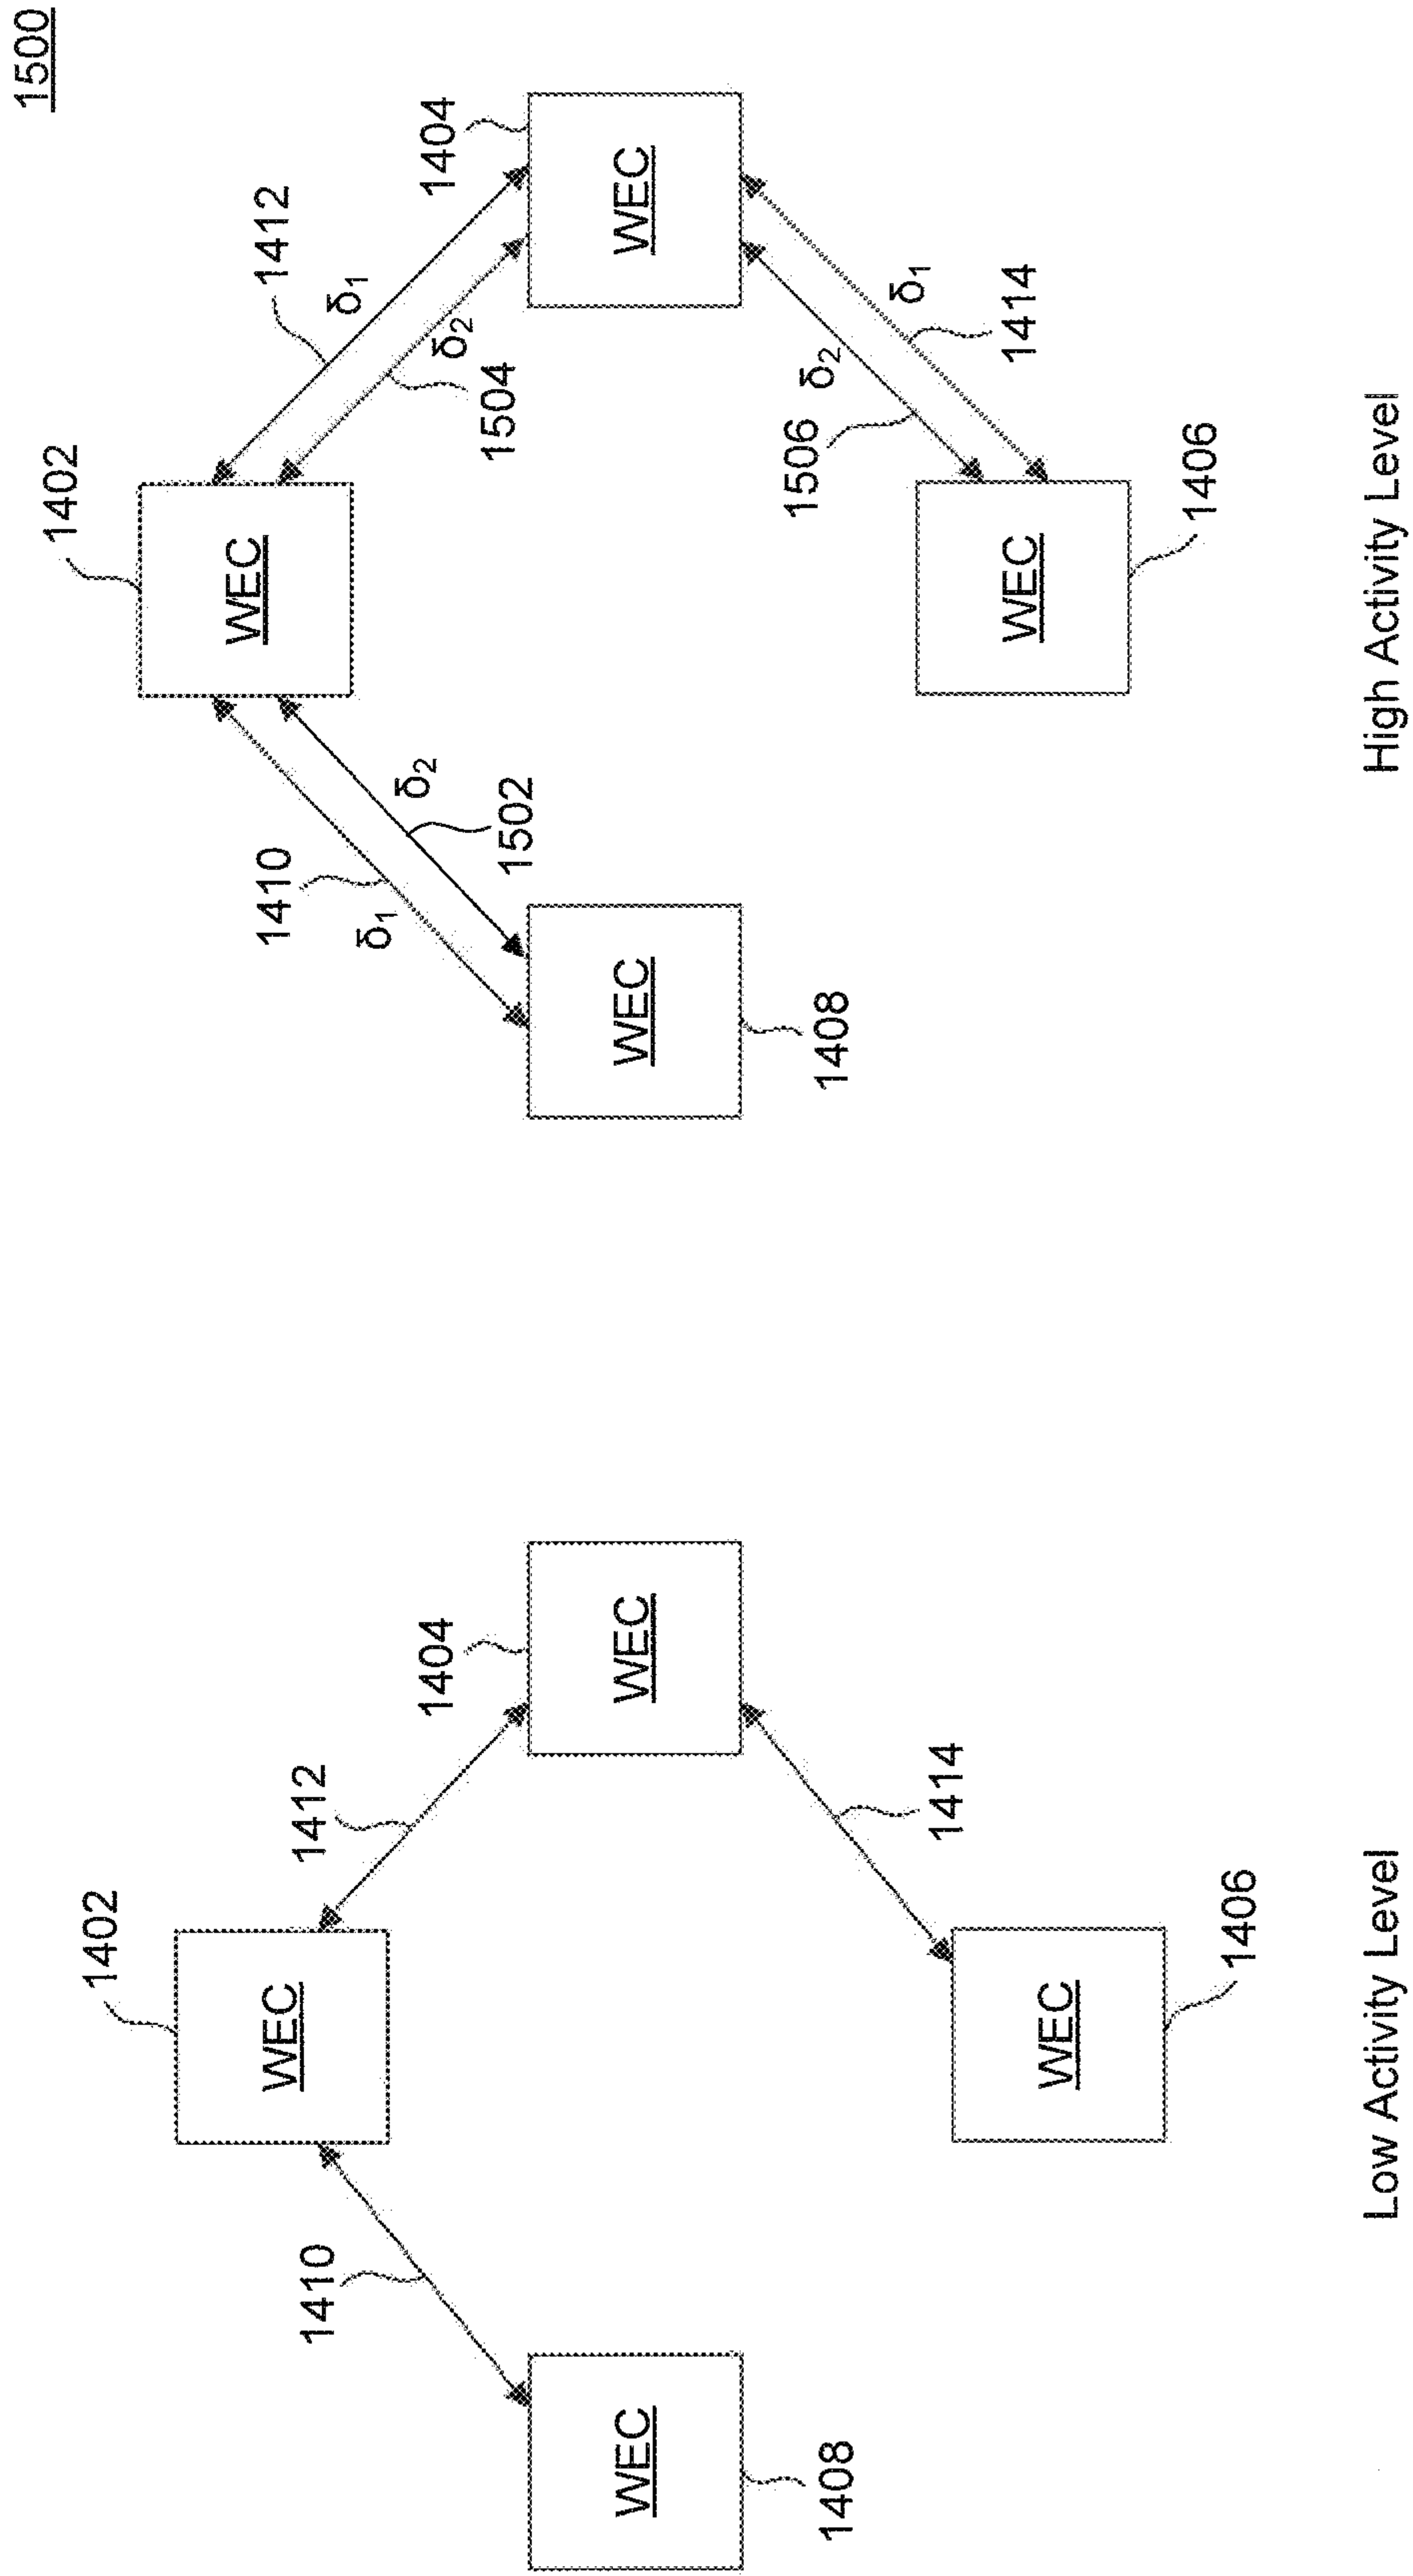 1500
1402
WEC
1410
1412
1404
WEC
WEC
1408
1414
WEC
1406
Low Activity Level
1402
WEC
1410
1412
δ₁
δ₁
δ₂
δ₂
1404
1502
1504
WEC
WEC
1408
1506
δ₂
δ₁
1414
WEC
1406
High Activity Level